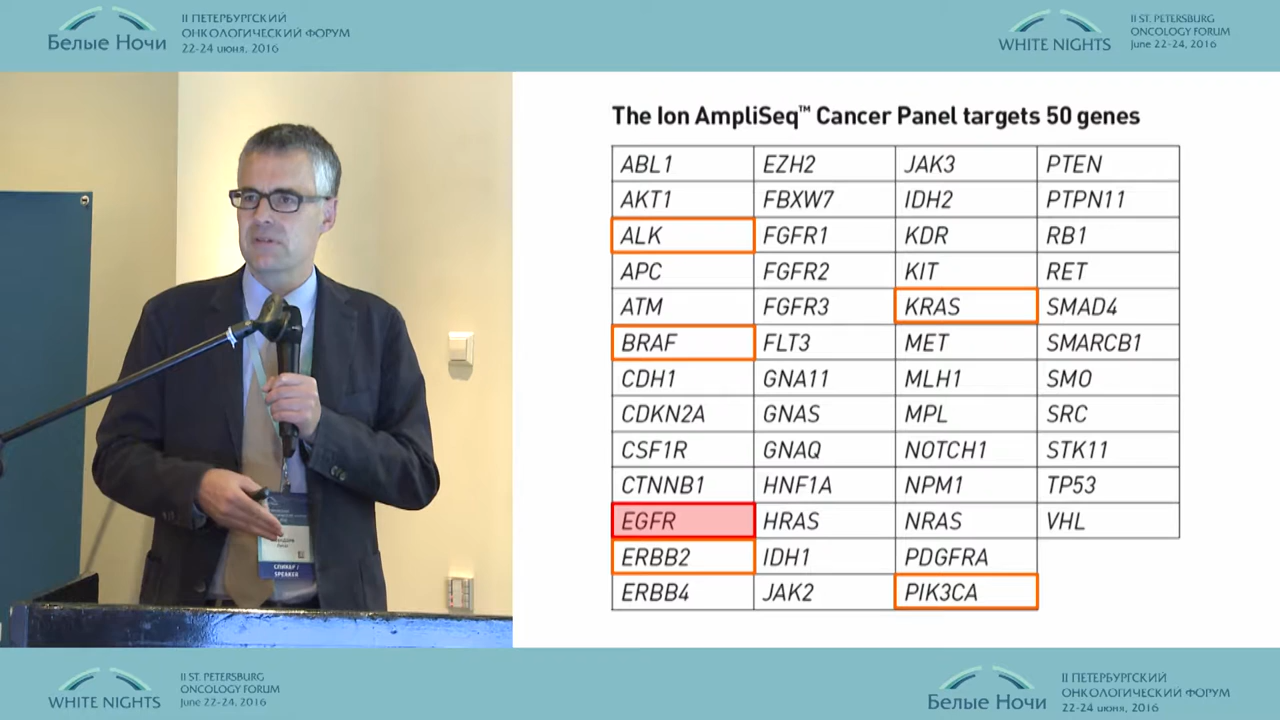 Белые Ночи
II ПЕТЕРБУРГСКИЙ
ОНКОЛОГИЧЕСКИЙ ФОРУМ
22-24 июня, 2016
WHITE NIGHTS
II ST. PETERSBURG
ONCOLOGY FORUM
June 22-24, 2016
The Ion AmpliSeq™ Cancer Panel targets 50 genes
ABL1 EZH2 JAK3 PTEN
AKT1 FBXW7 IDH2 PTPN11
ALK FGFR1 KDR RB1
APC FGFR2 KIT RET
ATM FGFR3 KRAS SMAD4
BRAF FLT3 MET SMARCB1
CDH1 GNA11 MLH1 SMO
CDKN2A GNAS MPL SRC
CSF1R GNAQ NOTCH1 STK11
CTNNB1 HNF1A NPM1 TP53
EGFR HRAS NRAS VHL
ERBB2 IDH1 PDGFRA
ERBB4 JAK2 PIK3CA
СПИКЕР /
SPEAKER
WHITE NIGHTS
II ST. PETERSBURG
ONCOLOGY FORUM
June 22-24, 2016
Белые Ночи
II ПЕТЕРБУРГСКИЙ
ОНКОЛОГИЧЕСКИЙ ФОРУМ
22-24 июня, 2016